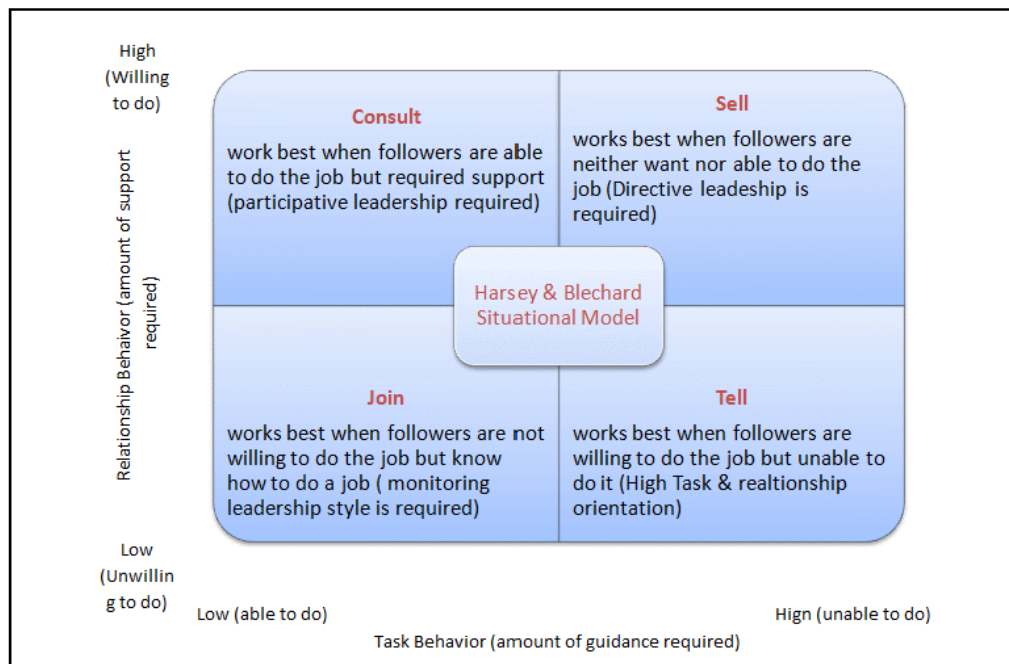 High
(Willing
to do)
Relationship Behaivor (amount of support
required)
Low
(Unwillin
g to do)
Consult
work best when followers are able
to do the job but required support
(participative leadership required)
Sell
works best when followers are
neither want nor able to do the
job (Directive leadeship is
required)
Harsey & Blechard
Situational Model
Join
works best when followers are not
willing to do the job but know
how to do a job ( monitoring
leadership style is required)
Tell
works best when followers are
willing to do the job but unable to
do it (High Task & realtionship
orientation)
Low (able to do)
Hign (unable to do)
Task Behavior (amount of guidance required)